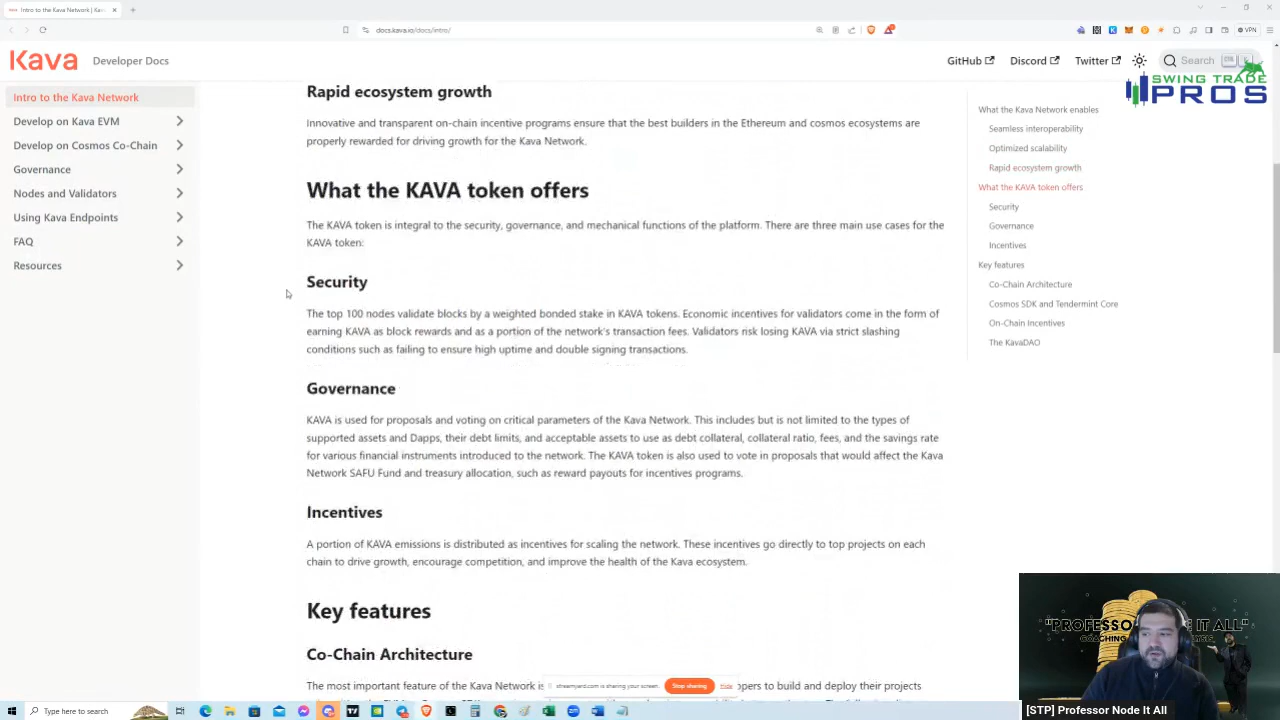 Intro to the Kava Network | Kav
docs.kava.io/docs/intro/
VPN
Kava
Developer Docs
GitHub
Discord
Twitter
Search
SWING TRADE
PROS
Intro to the Kava Network
Develop on Kava EVM
Develop on Cosmos Co-Chain
Governance
Nodes and Validators
Using Kava Endpoints
FAQ
Resources
Rapid ecosystem growth
Innovative and transparent on-chain incentive programs ensure that the best builders in the Ethereum and cosmos ecosystems are
properly rewarded for driving growth for the Kava Network.
What the KAVA token offers
The KAVA token is integral to the security, governance, and mechanical functions of the platform. There are three main use cases for the
KAVA token:
Security
The top 100 nodes validate blocks by a weighted bonded stake in KAVA tokens. Economic incentives for validators come in the form of
earning KAVA as block rewards and as a portion of the network's transaction fees. Validators risk losing KAVA via strict slashing
conditions such as failing to ensure high uptime and double signing transactions.
Governance
KAVA is used for proposals and voting on critical parameters of the Kava Network. This includes but is not limited to the types of
supported assets and Dapps, their debt limits, and acceptable assets to use as debt collateral, collateral ratio, fees, and the savings rate
for various financial instruments introduced to the network. The KAVA token is also used to vote in proposals that would affect the Kava
Network SAFU Fund and treasury allocation, such as reward payouts for incentives programs.
Incentives
A portion of KAVA emissions is distributed as incentives for scaling the network. These incentives go directly to top projects on each
chain to drive growth, encourage competition, and improve the health of the Kava ecosystem.
Key features
Co-Chain Architecture
The most important feature of the Kava Network is
opers to build and deploy their projects
What the Kava Network enables
Seamless interoperability
Optimized scalability
Rapid ecosystem growth
What the KAVA token offers
Security
Governance
Incentives
Key features
Co-Chain Architecture
Cosmos SDK and Tendermint Core
On-Chain Incentives
The KavaDAO
streamyard.com is sharing your screen.
Stop sharing
Hide
"PROFESSO
E IT ALL"
COACHING
[STP] Professor Node It All
Type here to search